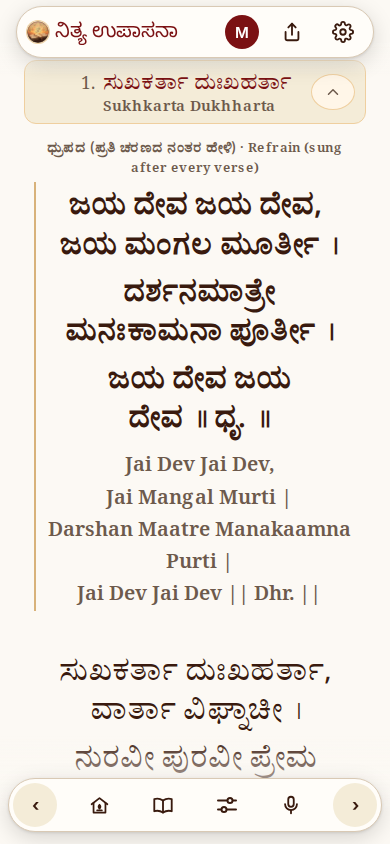 ನಿತ್ಯ ಉಪಾಸನಾ
M
1. ಸುಖಕರ್ತಾ ದುಃಖಹರ್ತಾ
Sukhkarta Dukhharta
ಧ್ರುಪದ (ಪ್ರತಿ ಚರಣದ ನಂತರ ಹೇಳಿ) · Refrain (sung
after every verse)
ಜಯ ದೇವ ಜಯ ದೇವ,
ಜಯ ಮಂಗಲ ಮೂರ್ತೀ ।
ದರ್ಶನಮಾತ್ರೇ
ಮನಃಕಾಮನಾ ಪೂರ್ತೀ ।
ಜಯ ದೇವ ಜಯ
ದೇವ ॥ ಧೃ. ॥
Jai Dev Jai Dev,
Jai Mangal Murti |
Darshan Maatre Manakaamna
Purti |
Jai Dev Jai Dev || Dhr. ||
ಸುಖಕರ್ತಾ ದುಃಖಹರ್ತಾ,
ವಾರ್ತಾ ವಿಘ್ನಾಚೀ ।
ನುರವೀ ಪುರವೀ ಪ್ರೇಮ